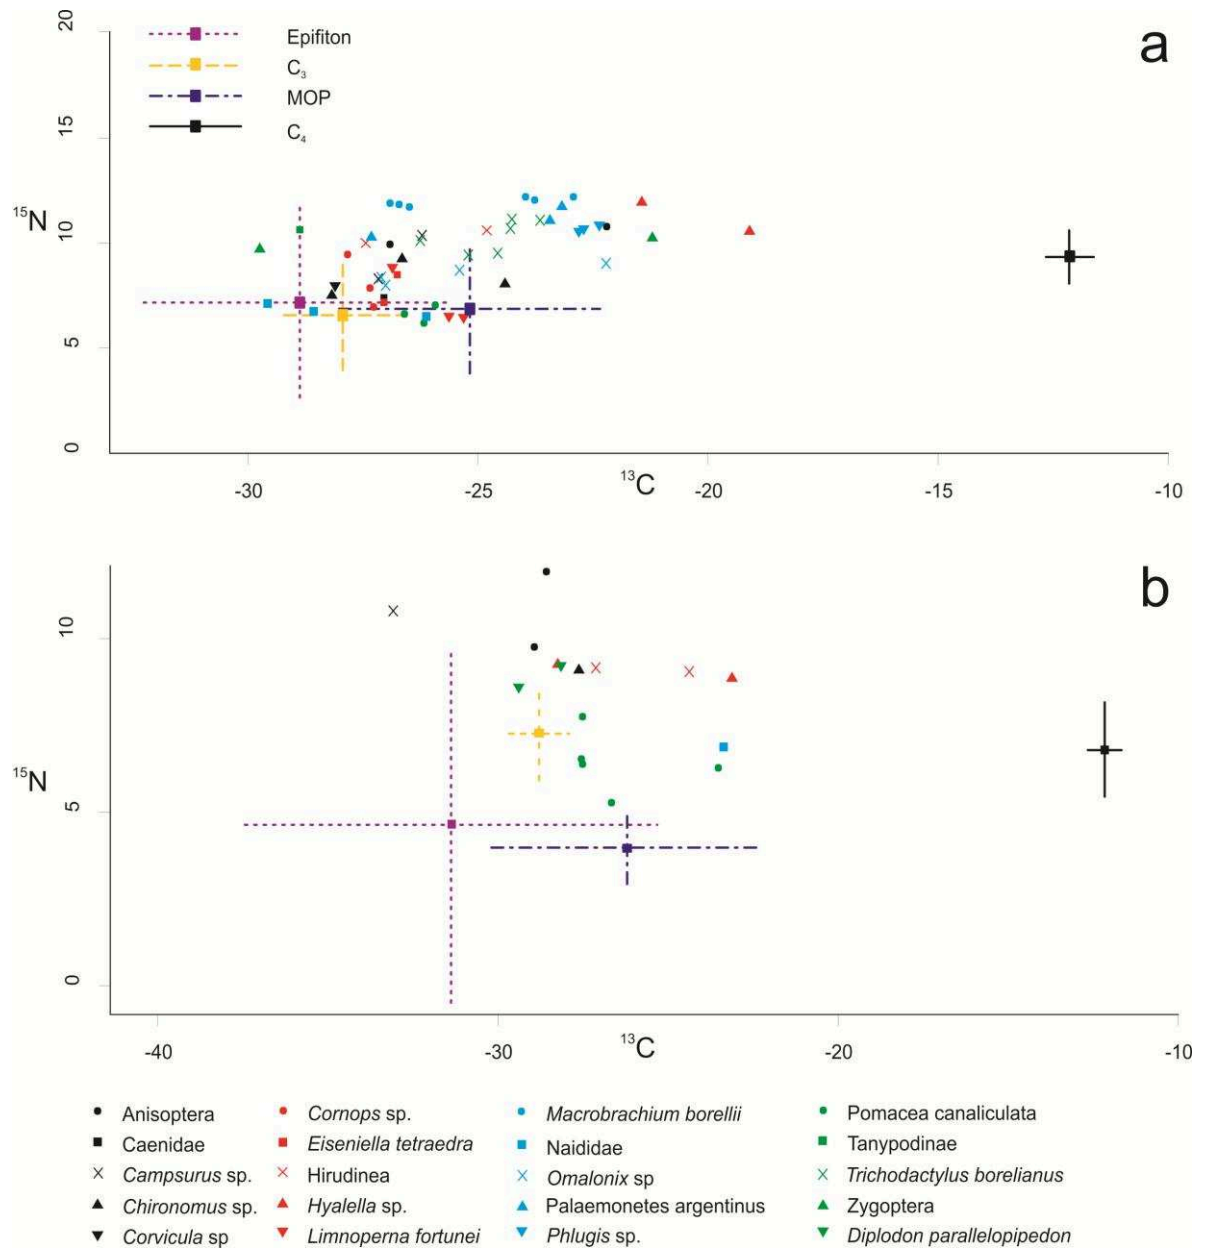 a
20
Epifiton
C3
MOP
C4
15
15N
10
5
0
-30
-25
13C
-20
-15
-10
b
10
15N
5
0
-40
-30
13C
-20
-10
Anisoptera
Cornops sp.
Macrobrachium borellii
Pomacea canaliculata
Caenidae
Eiseniella tetraedra
Naididae
Tanypodinae
Campsurus sp.
Hirudinea
Omalonix sp
Trichodactylus borelianus
Chironomus sp.
Hyalella sp.
Palaemonetes argentinus
Zygoptera
Corvicula sp
Limnoperna fortunei
Phlugis sp.
Diplodon parallelopipedon